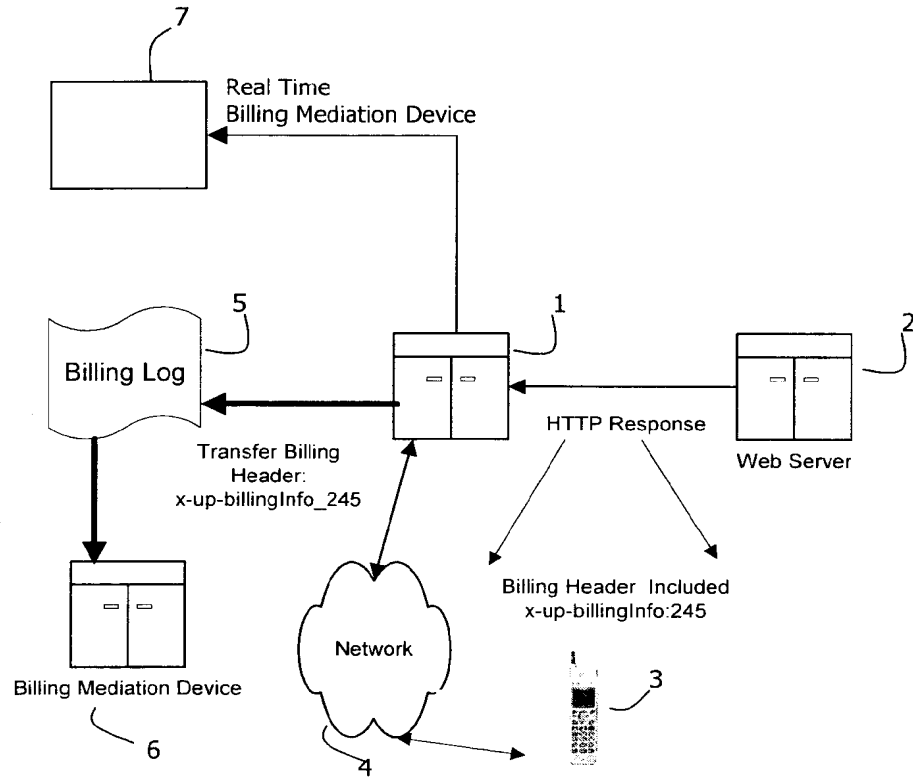 7
Real Time
Billing Mediation Device
5
1
2
Billing Log
HTTP Response
Web Server
Transfer Billing
Header:
x-up-billingInfo_245
Billing Header Included
x-up-billingInfo:245
Network
3
Billing Mediation Device
6
4